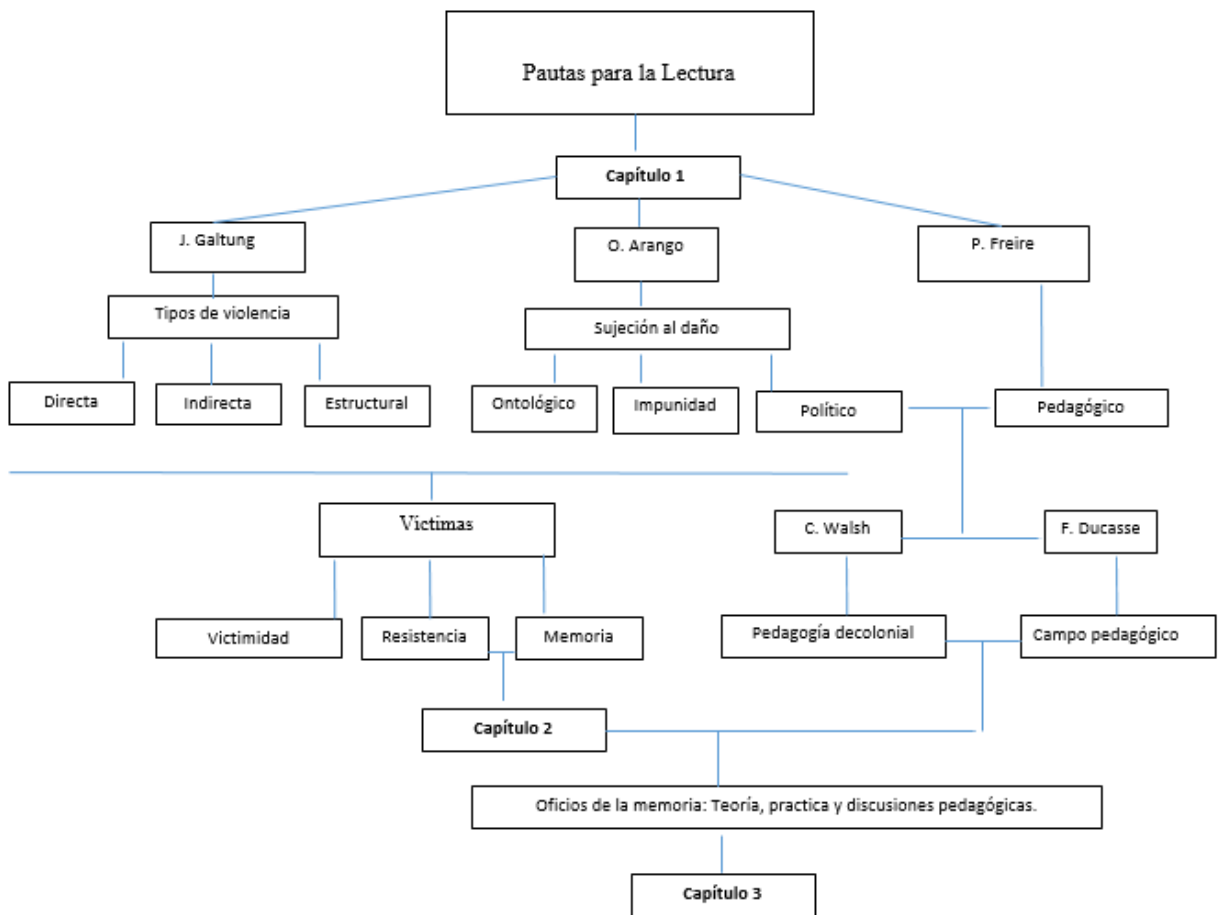 Pautas para la Lectura
Capítulo 1
J. Galtung
O. Arango
P. Freire
Tipos de violencia
Sujeción al daño
Directa
Indirecta
Estructural
Ontológico
Impunidad
Político
Pedagógico
Víctimas
C. Walsh
F. Ducasse
Victimidad
Resistencia
Memoria
Pedagogía decolonial
Campo pedagógico
Capítulo 2
Oficios de la memoria: Teoría, practica y discusiones pedagógicas.
Capítulo 3